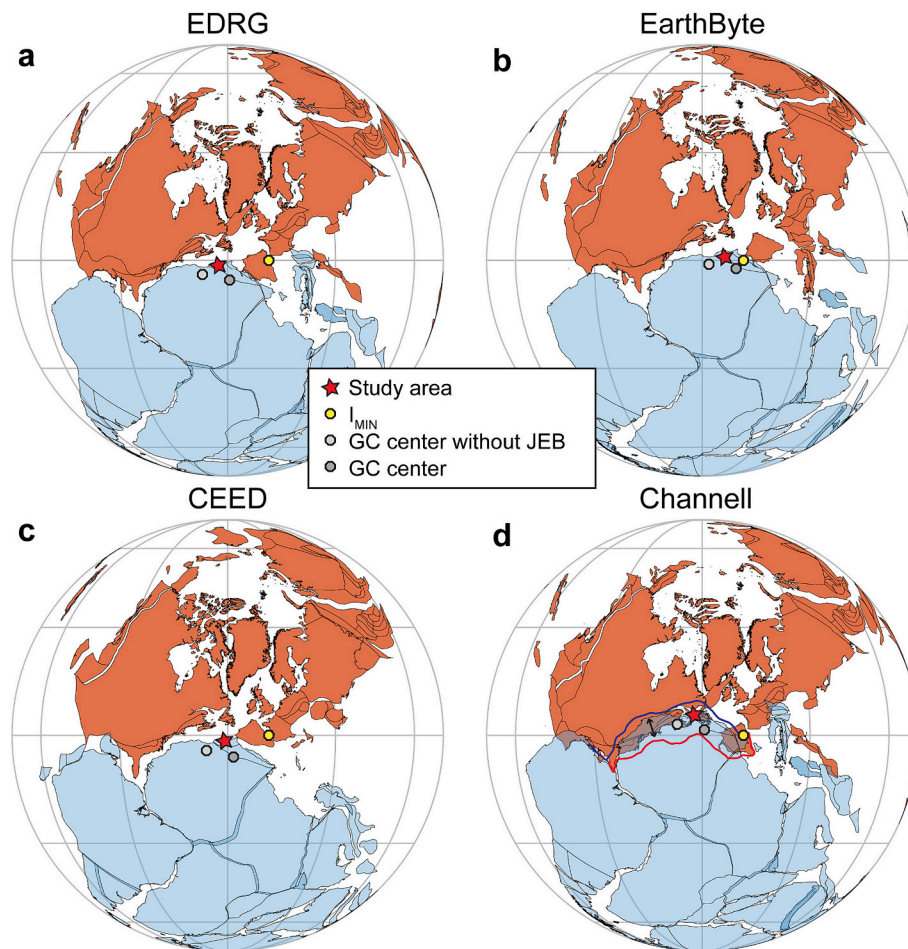 EDRG
EarthByte
a
b
Study area
I_MIN
GC center without JEB
GC center
CEED
Channell
c
d